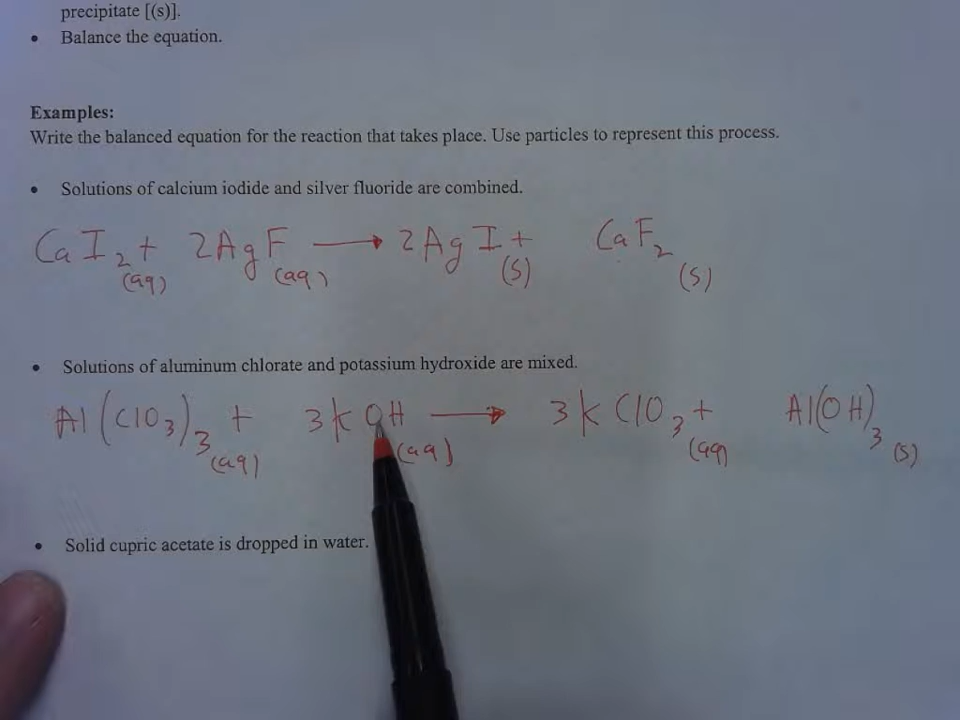 precipitate [(s)].
• Balance the equation.
Examples:
Write the balanced equation for the reaction that takes place. Use particles to represent this process.
• Solutions of calcium iodide and silver fluoride are combined.
CaI₂ (aq) + 2AgF (aq) → 2AgI (s) + CaF₂ (s)
• Solutions of aluminum chlorate and potassium hydroxide are mixed.
Al(ClO₃)₃ (aq) + 3KOH (aq) → 3KClO₃ (aq) + Al(OH)₃ (s)
• Solid cupric acetate is dropped in water.